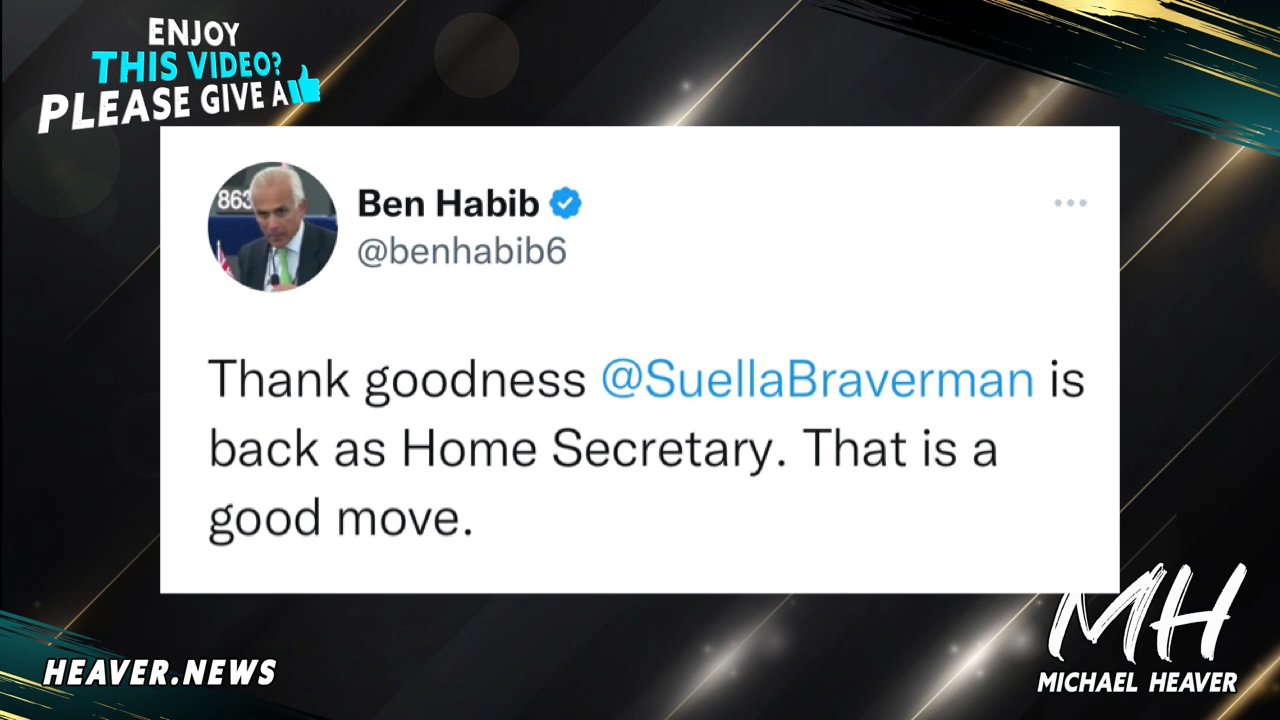 ENJOY
THIS VIDEO?
PLEASE GIVE A
863
Ben Habib
@benhabib6
Thank goodness @SuellaBraverman is
back as Home Secretary. That is a
good move.
HEAVER.NEWS
MH
MICHAEL HEAVER